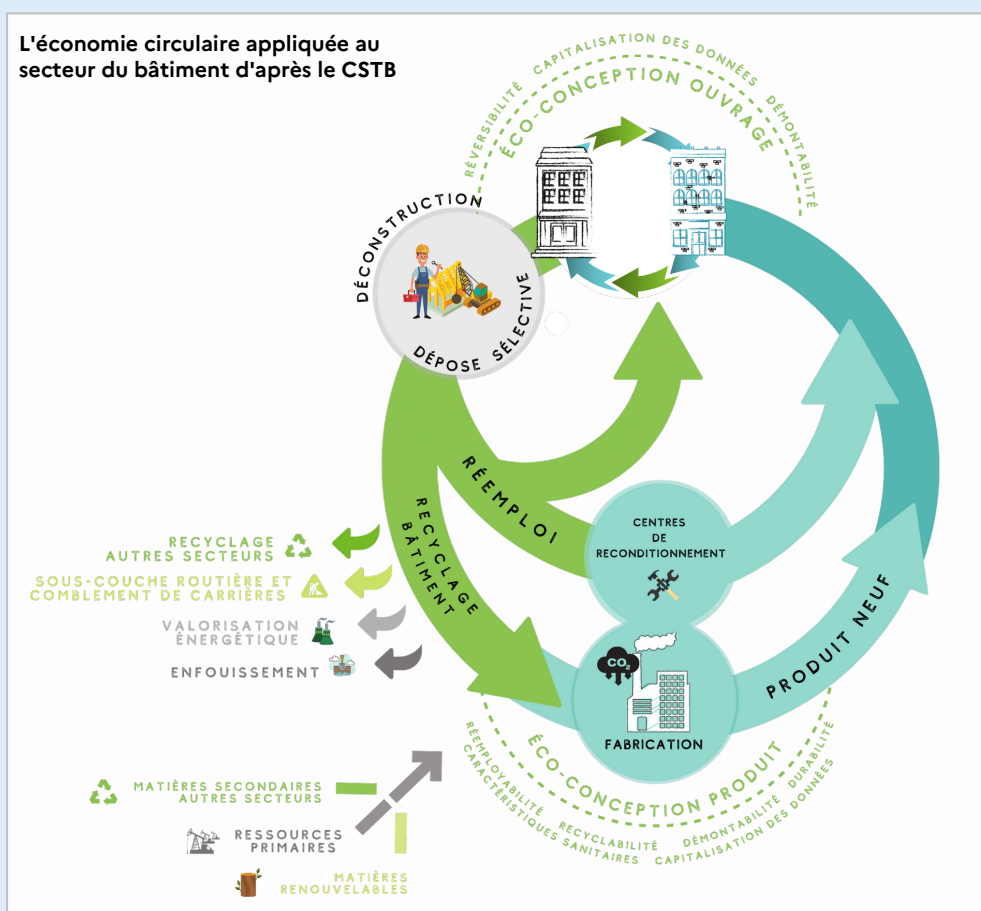 L'économie circulaire appliquée au
secteur du bâtiment d'après le CSTB
RÉVERSIBILITÉ CAPITALISATION DES DONNÉES DÉMONTABILITÉ
ÉCO-CONCEPTION OUVRAGE
DÉCONSTRUCTION
DÉPOSE SÉLECTIVE
RÉEMPLOI
RECYCLAGE
BÂTIMENT
CENTRES
DE
RECONDITIONNEMENT
RECYCLAGE
AUTRES SECTEURS
SOUS-COUCHE ROUTIÈRE ET
COMBLEMENT DE CARRIÈRES
VALORISATION
ÉNERGÉTIQUE
ENFOUISSEMENT
CO2
FABRICATION
PRODUIT NEUF
ÉCO-CONCEPTION PRODUIT
RÉEMPLOYABILITÉ RECYCLABILITÉ DÉMONTABILITÉ DURABILITÉ
CARACTÉRISTIQUES SANITAIRES CAPITALISATION DES DONNÉES
MATIÈRES SECONDAIRES
AUTRES SECTEURS
RESSOURCES
PRIMAIRES
MATIÈRES
RENOUVELABLES